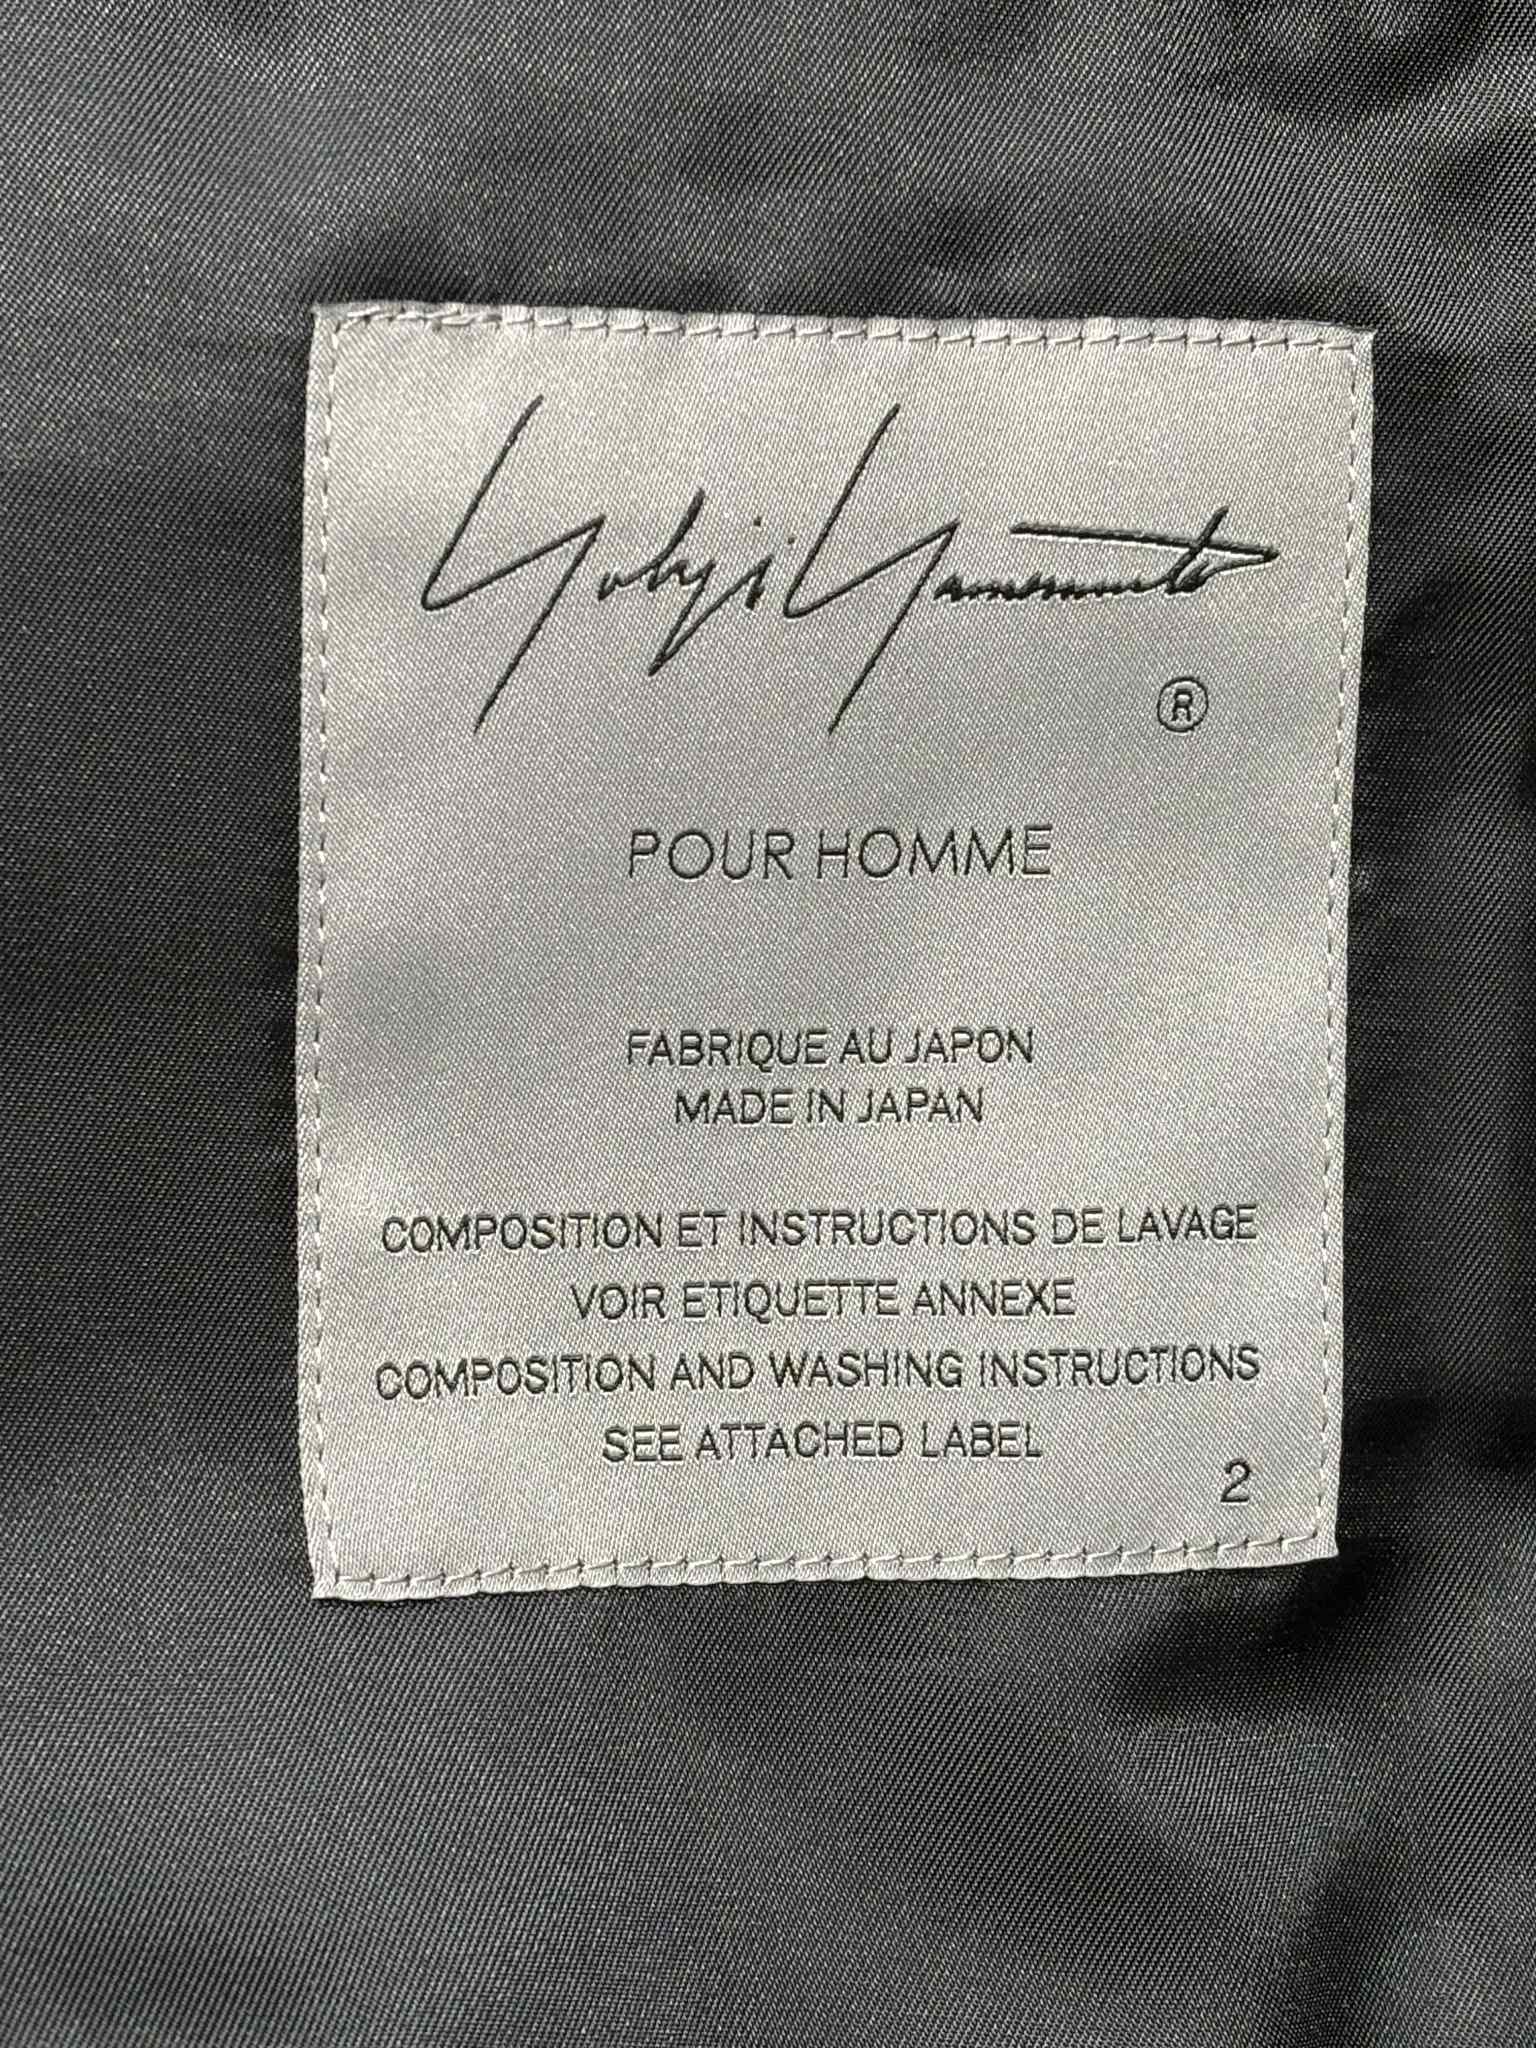 Yohji Yamamoto
®
POUR HOMME
FABRIQUE AU JAPON
MADE IN JAPAN
COMPOSITION ET INSTRUCTIONS DE LAVAGE
VOIR ETIQUETTE ANNEXE
COMPOSITION AND WASHING INSTRUCTIONS
SEE ATTACHED LABEL
2